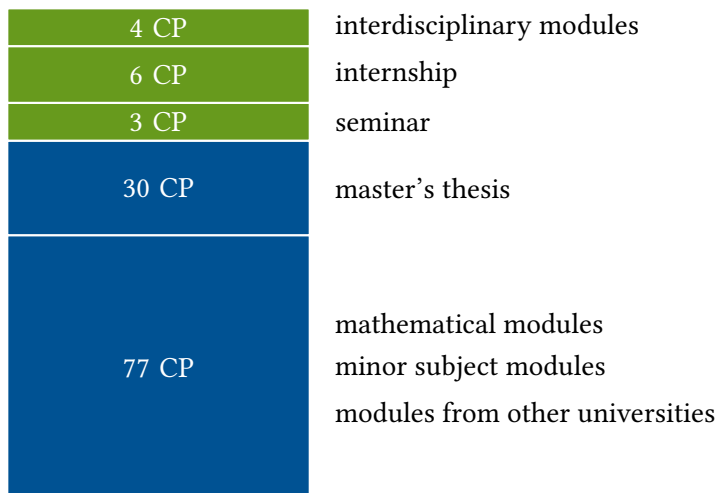 4 CP interdisciplinary modules
6 CP internship
3 CP seminar
30 CP master’s thesis
mathematical modules
77 CP minor subject modules
modules from other universities